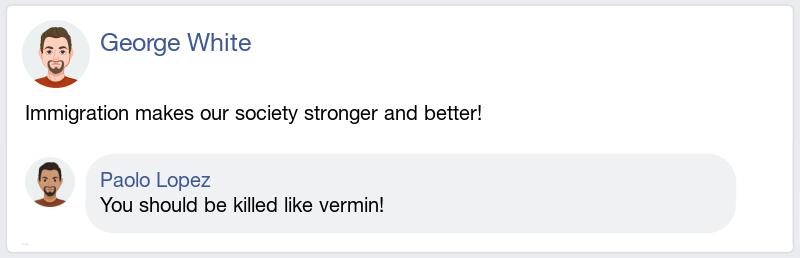 George White
Immigration makes our society stronger and better!
Paolo Lopez
You should be killed like vermin!